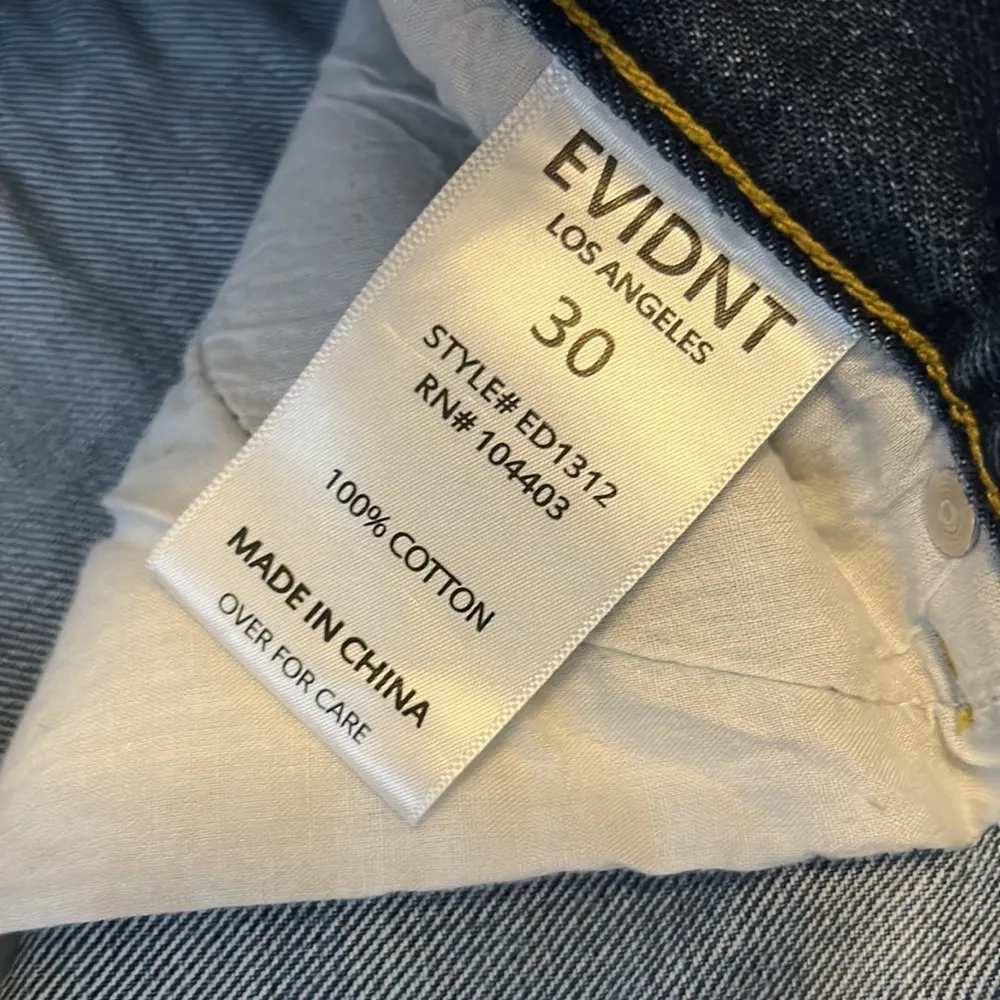 EVIDNT
LOS ANGELES
30
STYLE# ED1312
RN# 104403
100% COTTON
MADE IN CHINA
OVER FOR CARE